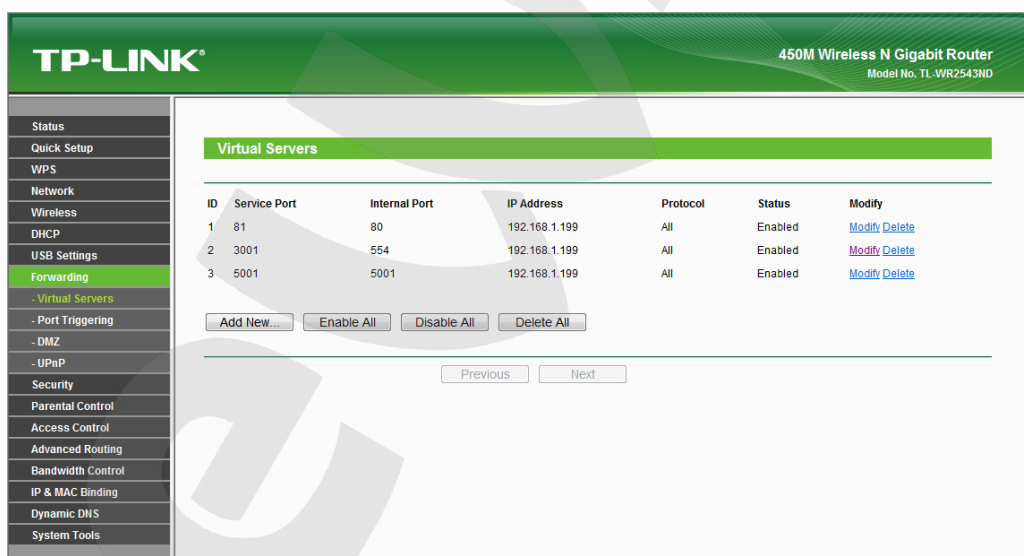 TP-LINK®
450M Wireless N Gigabit Router
Model No. TL-WR2543ND
Status
Quick Setup
WPS
Network
Wireless
DHCP
USB Settings
Forwarding
- Virtual Servers
- Port Triggering
- DMZ
- UPnP
Security
Parental Control
Access Control
Advanced Routing
Bandwidth Control
IP & MAC Binding
Dynamic DNS
System Tools
Virtual Servers
ID Service Port Internal Port IP Address Protocol Status Modify
1 81 80 192.168.1.199 All Enabled Modify Delete
2 3001 554 192.168.1.199 All Enabled Modify Delete
3 5001 5001 192.168.1.199 All Enabled Modify Delete
Add New... Enable All Disable All Delete All
Previous Next